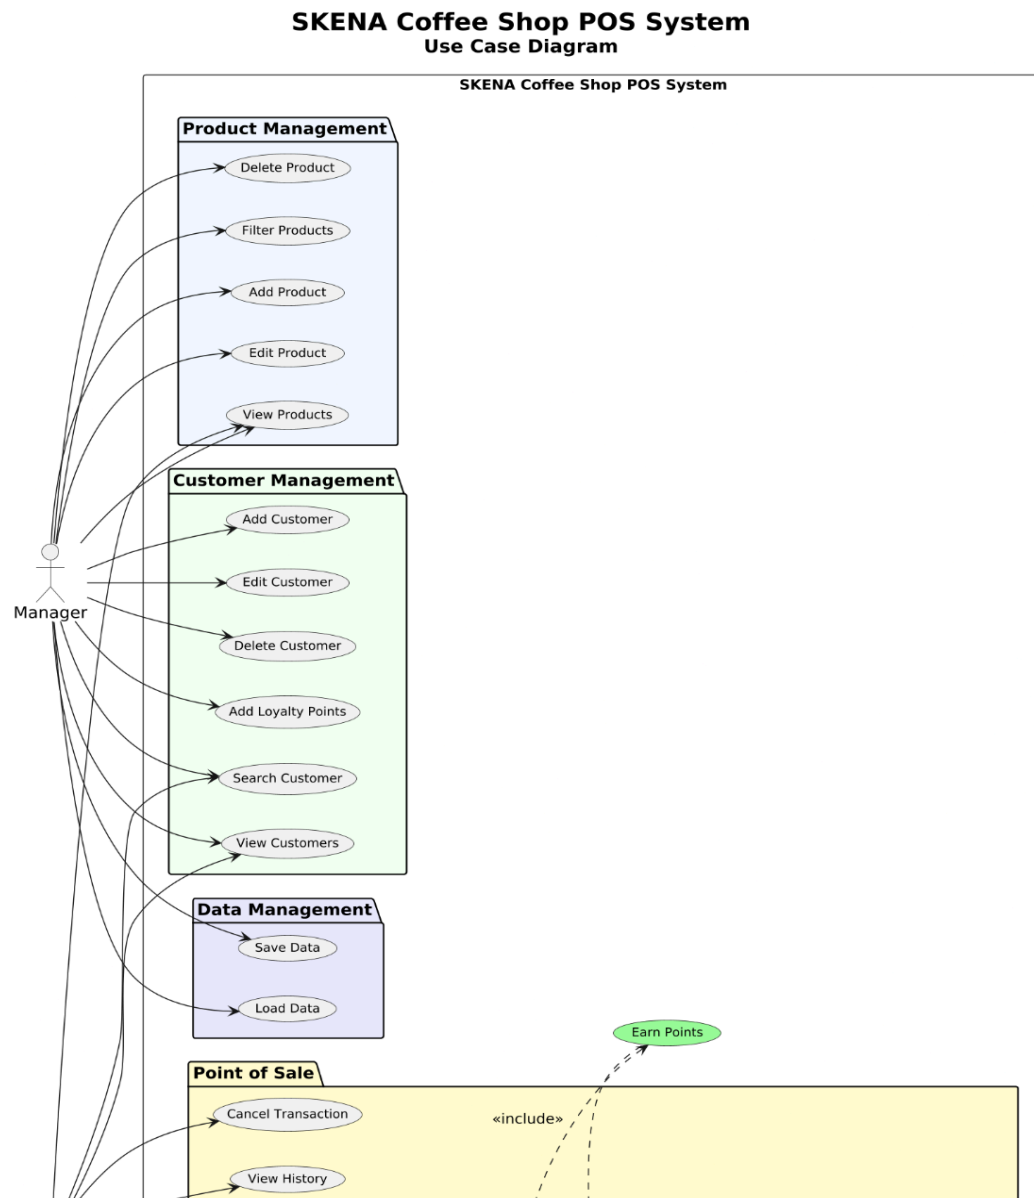 SKENA Coffee Shop POS System
Use Case Diagram
SKENA Coffee Shop POS System
Product Management
Delete Product
Filter Products
Add Product
Edit Product
View Products
Customer Management
Add Customer
Edit Customer
Manager
Delete Customer
Add Loyalty Points
Search Customer
View Customers
Data Management
Save Data
Load Data
Earn Points
Point of Sale
Cancel Transaction
«include»
View History